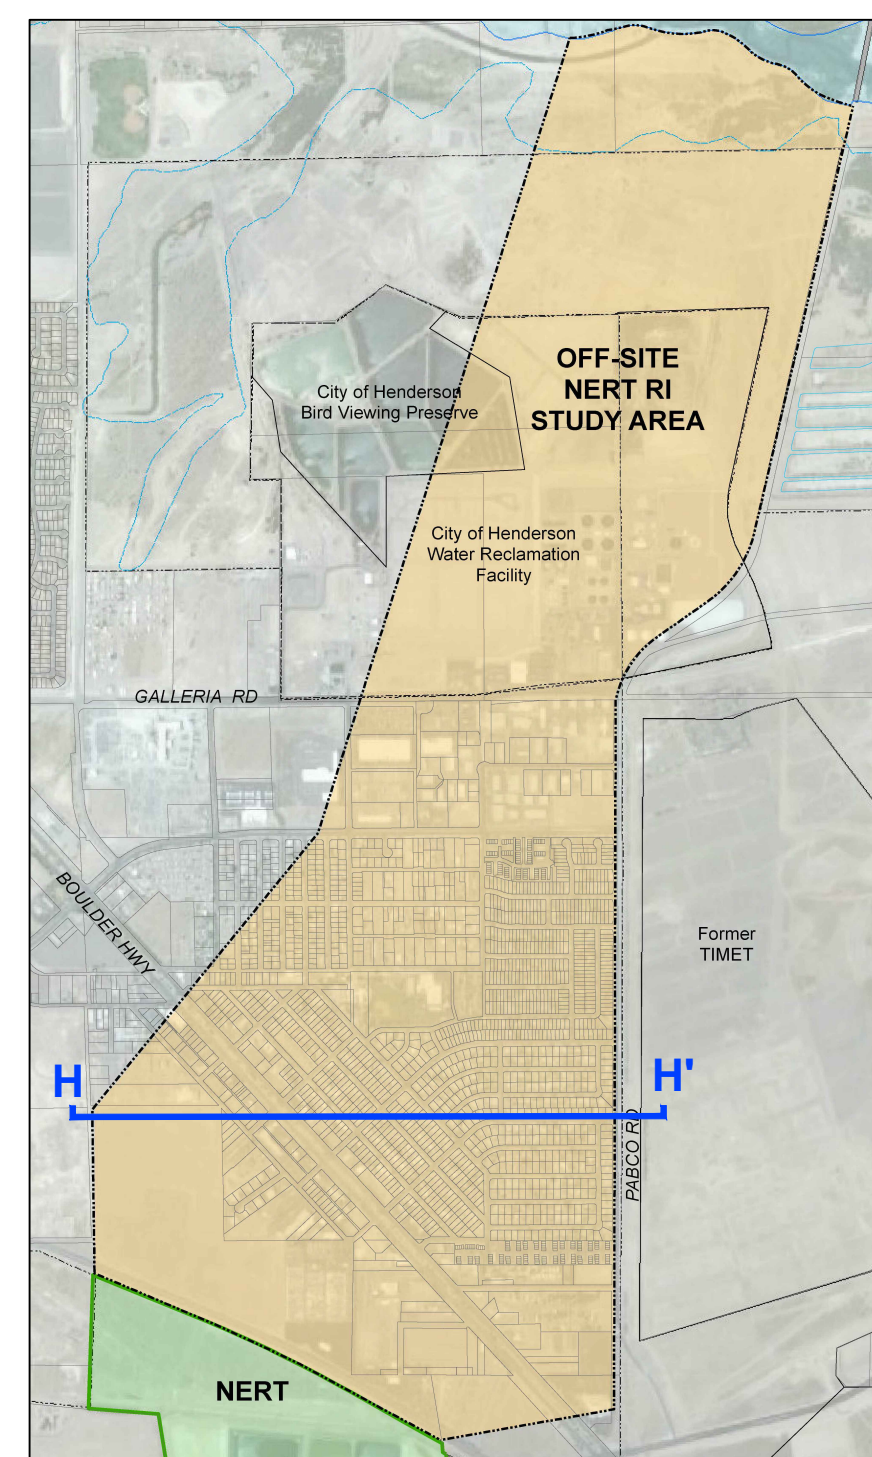 OFF-SITE
NERT RI
STUDY AREA
City of Henderson
Bird Viewing Preserve
City of Henderson
Water Reclamation
Facility
GALLERIA RD
BOULDER HWY
Former
TIMET
H
H'
PABCO RD
NERT